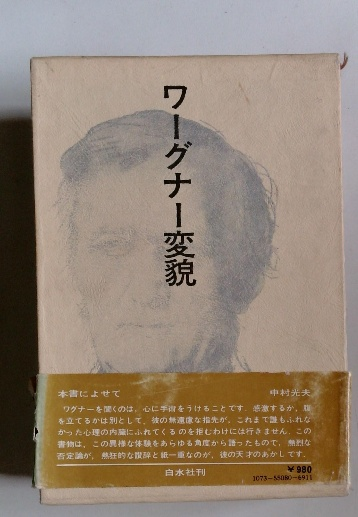 ワーグナー変貌
本書によせて 中村光夫
ワグナーを聞くのは、心に手術をうけることです。感激するか、腹
を立てるかは別として、彼の無遠慮な指先が、これまで誰もふれな
かった心理の内臓にふれてくるのを拒むわけには行きません。この
書物は、この異様な体験をあらゆる角度から語ったもので、無烈な
否定論が、熱狂的な讃辞と紙一重なのが、彼の天才のあかしです。
白水社刊
¥980
1073-55080-6911